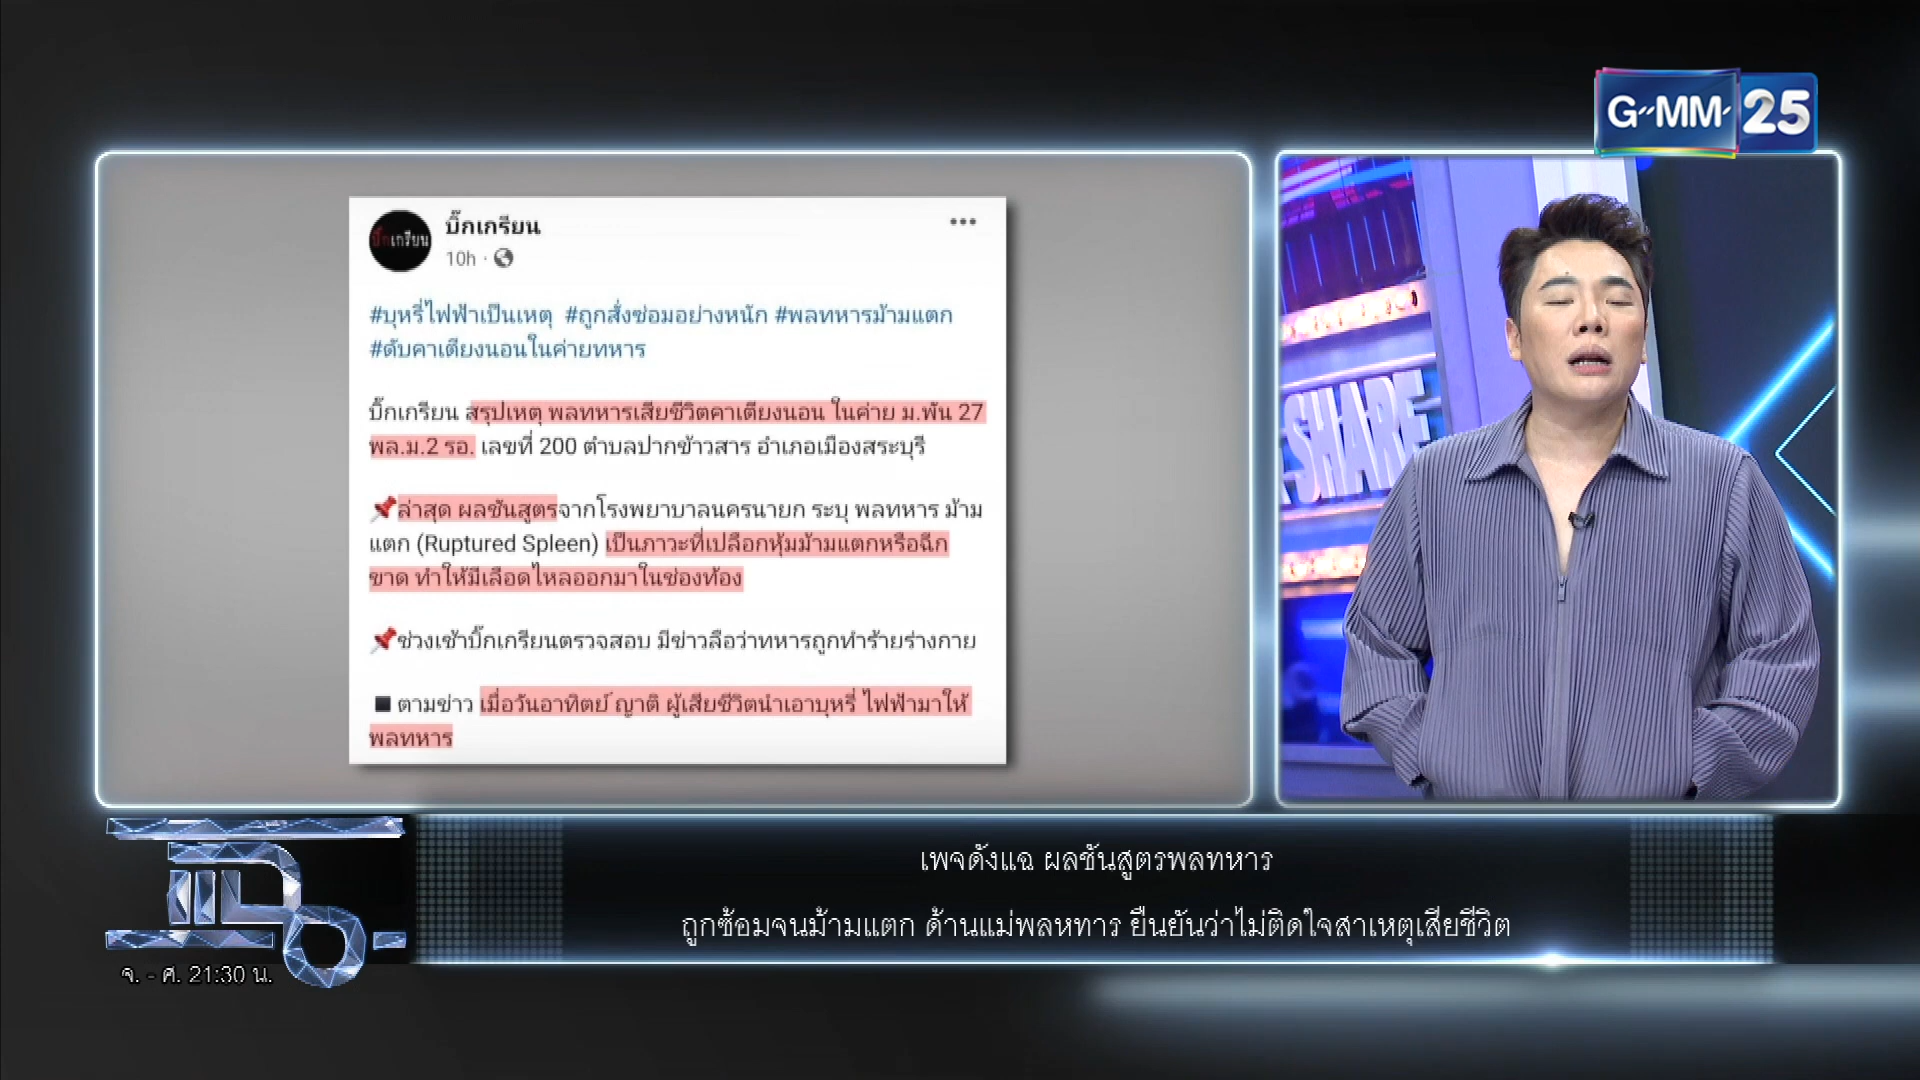 G-MM 25
บิ๊กเกรียน
บิ๊กเกรียน
10h ·
#บุหรี่ไฟฟ้าเป็นเหตุ #ถูกสั่งซ่อมอย่างหนัก #พลทหารม้ามแตก
#ดับคาเตียงนอนในค่ายทหาร
บิ๊กเกรียน สรุปเหตุ พลทหารเสียชีวิตคาเตียงนอน ในค่าย ม.พัน 27
พล.ม.2 รอ. เลขที่ 200 ตำบลปากข้าวสาร อำเภอเมืองสระบุรี
📌ล่าสุด ผลชันสูตรจากโรงพยาบาลนครนายก ระบุ พลทหาร ม้าม
แตก (Ruptured Spleen) เป็นภาวะที่เปลือกหุ้มม้ามแตกหรือฉีก
ขาด ทำให้มีเลือดไหลออกมาในช่องท้อง
📌ช่วงเช้าบิ๊กเกรียนตรวจสอบ มีข่าวลือว่าทหารถูกทำร้ายร่างกาย
◼ตามข่าว เมื่อวันอาทิตย์ ญาติ ผู้เสียชีวิตนำเอาบุหรี่ ไฟฟ้ามาให้
พลทหาร
SHARE
แฉ
จ. - ศ. 21:30 น.
เพจดังแฉ ผลชันสูตรพลทหาร
ถูกซ้อมจนม้ามแตก ด้านแม่พลหทาร ยืนยันว่าไม่ติดใจสาเหตุเสียชีวิต